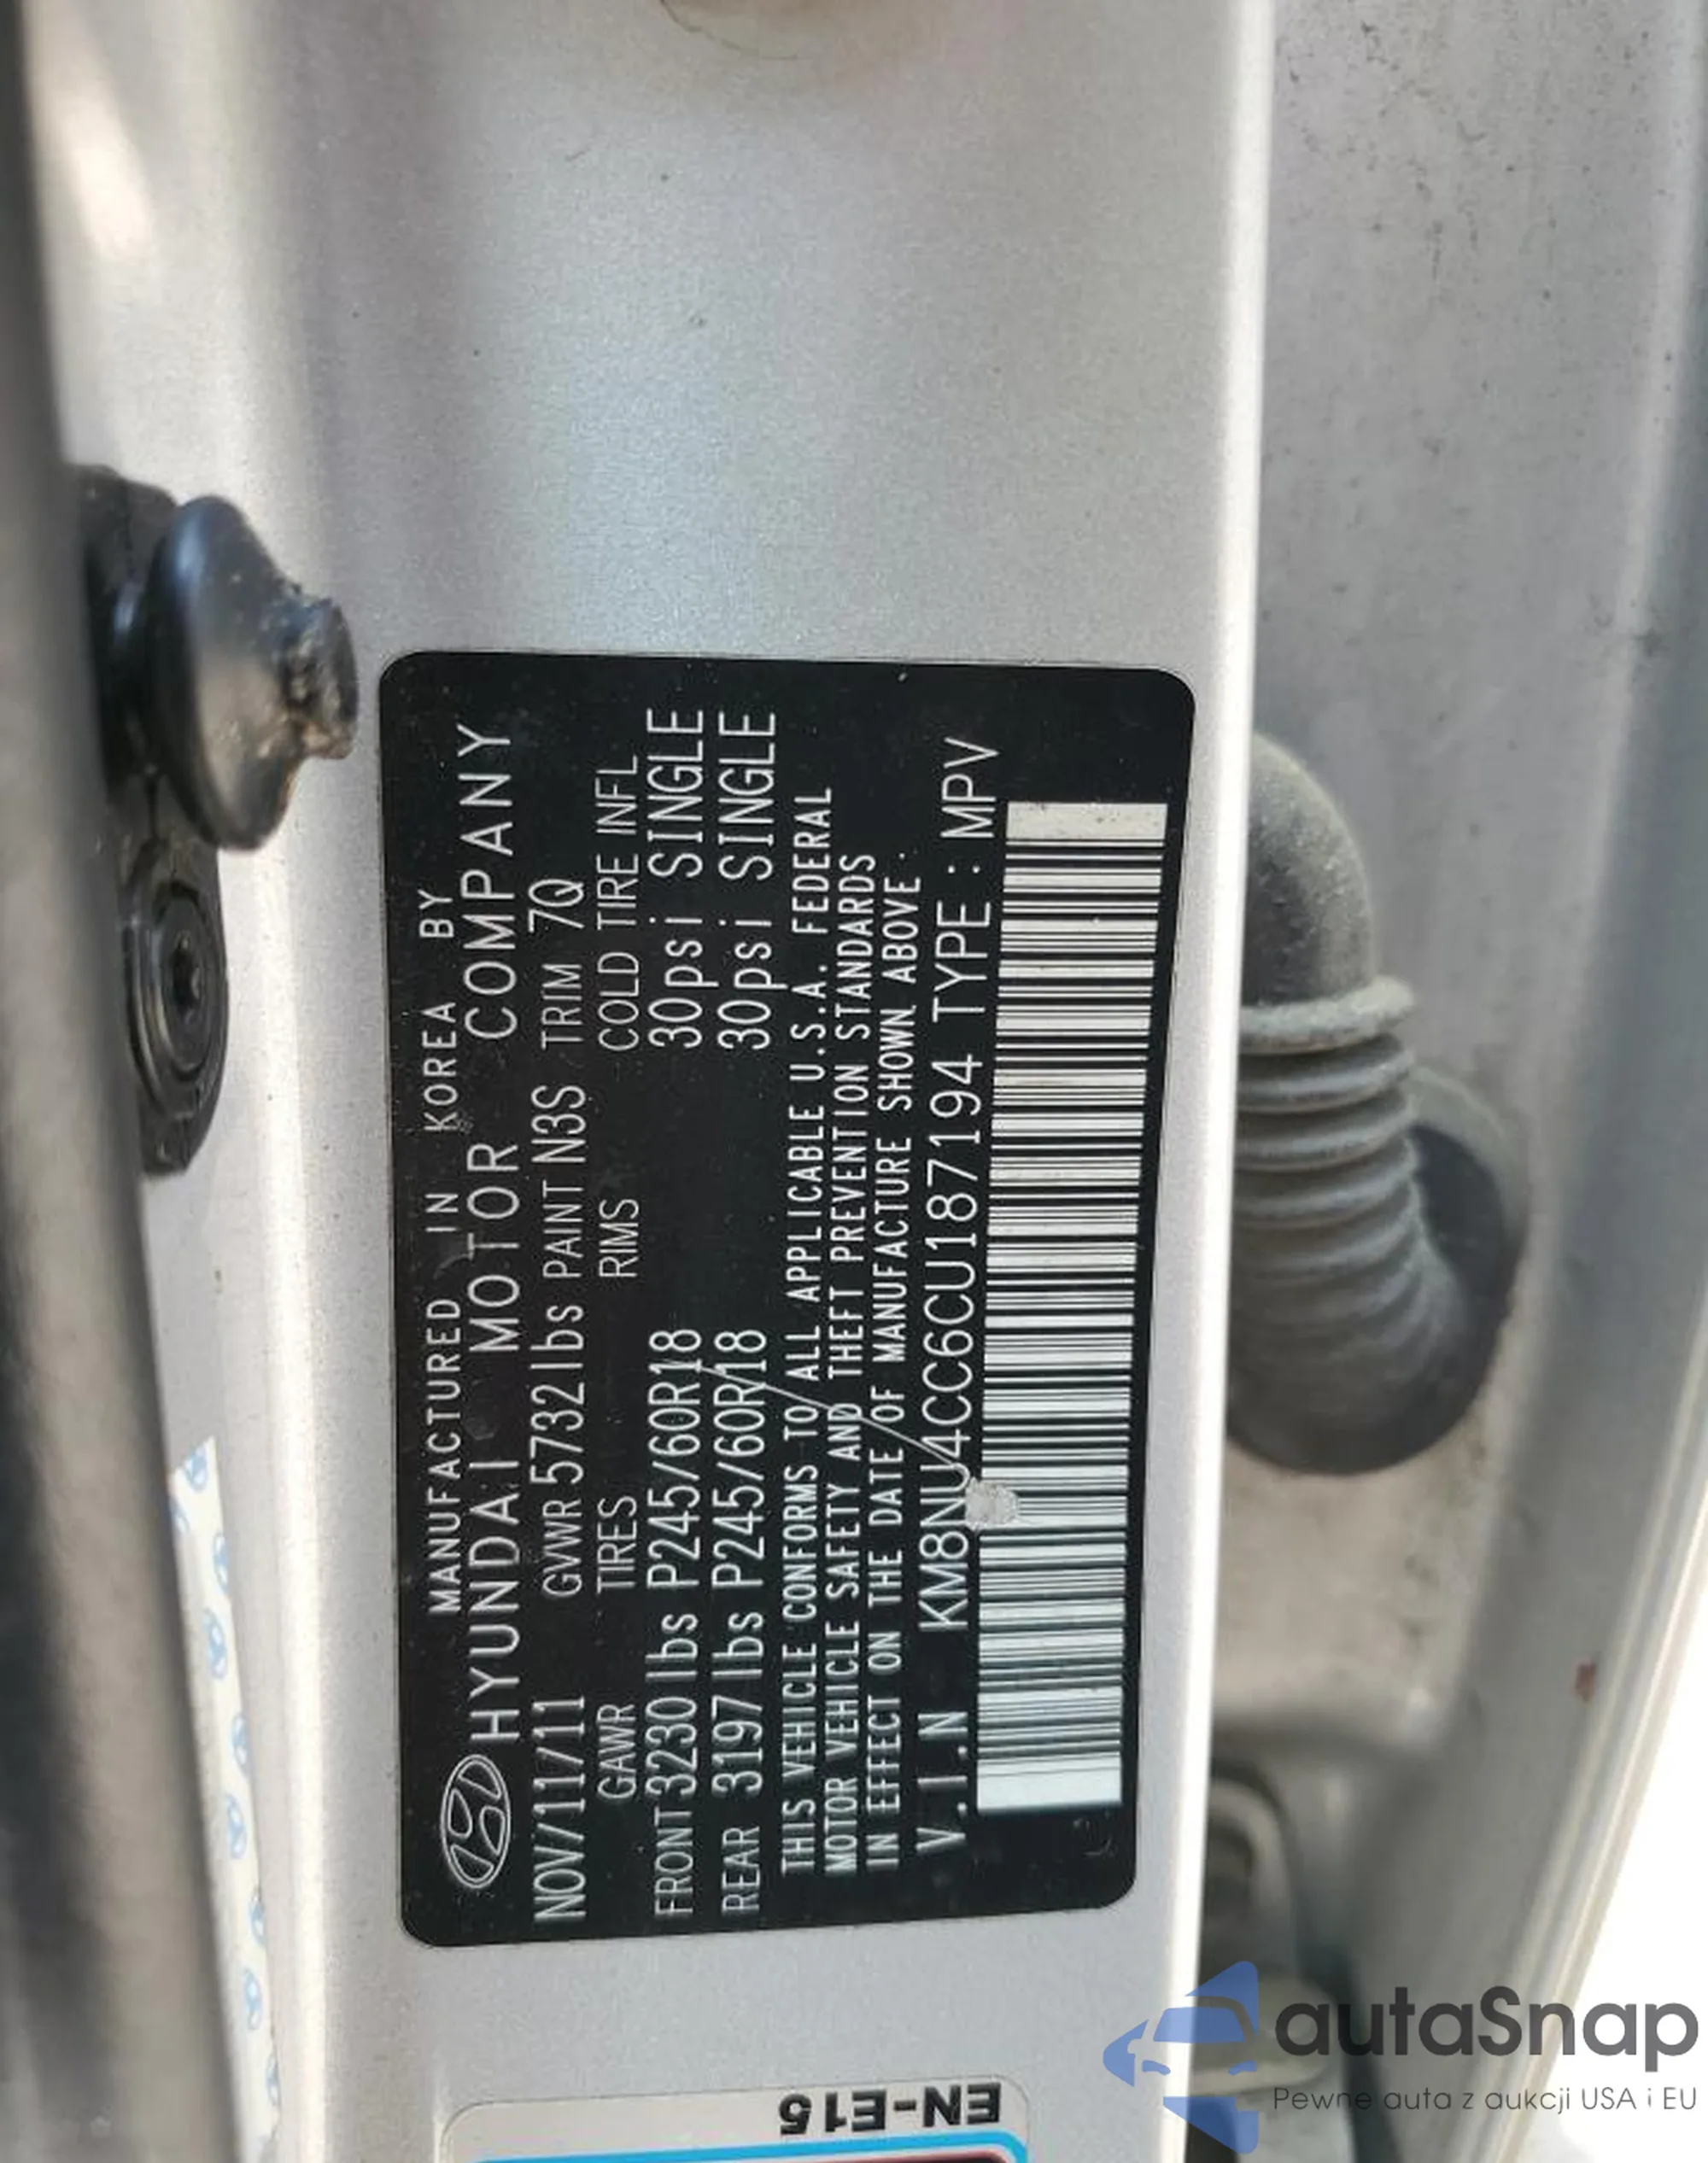 MANUFACTURED IN KOREA BY
HYUNDAI MOTOR COMPANY
NOV/11/11 GVWR 5732lbs PAINT N3S TRIM 7Q
GAWR TIRES RIMS COLD TIRE INFL
FRONT 3230lbs P245/60R18 30psi SINGLE
REAR 3197lbs P245/60R18 30psi SINGLE
THIS VEHICLE CONFORMS TO ALL APPLICABLE U.S.A. FEDERAL
MOTOR VEHICLE SAFETY AND THEFT PREVENTION STANDARDS
IN EFFECT ON THE DATE OF MANUFACTURE SHOWN ABOVE.
V.I.N KM8NU4CC6CU187194 TYPE : MPV
EN-E15
autaSnap
Pewne auta z aukcji USA i EU